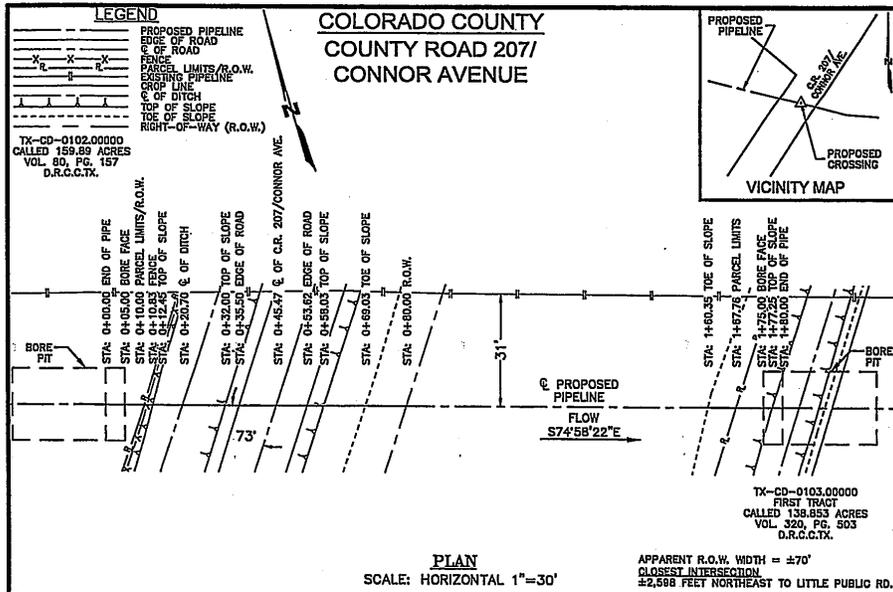 LEGEND
PROPOSED PIPELINE
EDGE OF ROAD
℄ OF ROAD
FENCE
PARCEL LIMITS/R.O.W.
EXISTING PIPELINE
CROP LINE
℄ OF DITCH
TOP OF SLOPE
TOE OF SLOPE
RIGHT-OF-WAY (R.O.W.)
X X X
R R
TX-CD-0102.00000
CALLED 159.89 ACRES
VOL. 80, PG. 157
D.R.C.C.TX.
COLORADO COUNTY
COUNTY ROAD 207/
CONNOR AVENUE
N
PROPOSED
PIPELINE
C.R. 207/
CONNOR AVE.
N
PROPOSED
CROSSING
VICINITY MAP
STA: 0+00.00 END OF PIPE
STA: 0+05.00 BORE FACE
STA: 0+10.00 PARCEL LIMITS/R.O.W.
STA: 0+10.83 FENCE
STA: 0+12.45 TOP OF SLOPE
STA: 0+20.70 ℄ OF DITCH
STA: 0+32.00 TOP OF SLOPE
STA: 0+35.50 EDGE OF ROAD
STA: 0+45.47 ℄ OF C.R. 207/CONNOR AVE.
STA: 0+53.62 EDGE OF ROAD
STA: 0+58.03 TOP OF SLOPE
STA: 0+69.03 TOE OF SLOPE
STA: 0+80.00 R.O.W.
STA: 1+60.35 TOE OF SLOPE
STA: 1+67.76 PARCEL LIMITS
STA: 1+75.00 BORE FACE
STA: 1+77.25 TOP OF SLOPE
STA: 1+80.00 END OF PIPE
BORE
PIT
BORE
PIT
31'
73'
℄ PROPOSED
PIPELINE
FLOW
S74°58'22"E
TX-CD-0103.00000
FIRST TRACT
CALLED 138.853 ACRES
VOL. 320, PG. 503
D.R.C.C.TX.
PLAN
SCALE: HORIZONTAL 1"=30'
APPARENT R.O.W. WIDTH = ±70'
CLOSEST INTERSECTION
±2,598 FEET NORTHEAST TO LITTLE PUBLIC RD.